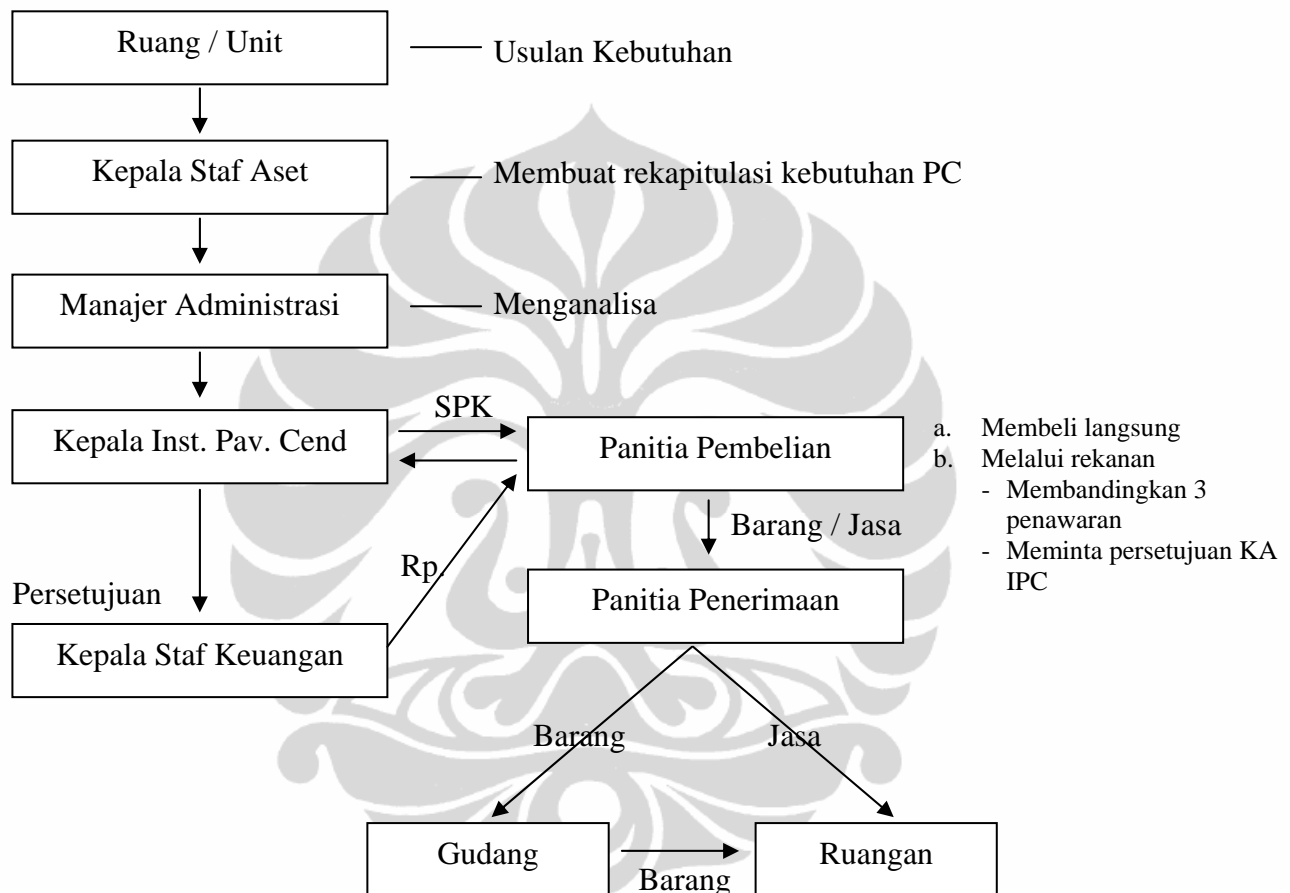 Ruang / Unit
Usulan Kebutuhan
Kepala Staf Aset
Membuat rekapitulasi kebutuhan PC
Manajer Administrasi
Menganalisa
Kepala Inst. Pav. Cend
SPK
Panitia Pembelian
a. Membeli langsung
b. Melalui rekanan
- Membandingkan 3
penawaran
- Meminta persetujuan KA
IPC
Barang / Jasa
Rp.
Persetujuan
Panitia Penerimaan
Kepala Staf Keuangan
Barang
Jasa
Gudang
Barang
Ruangan